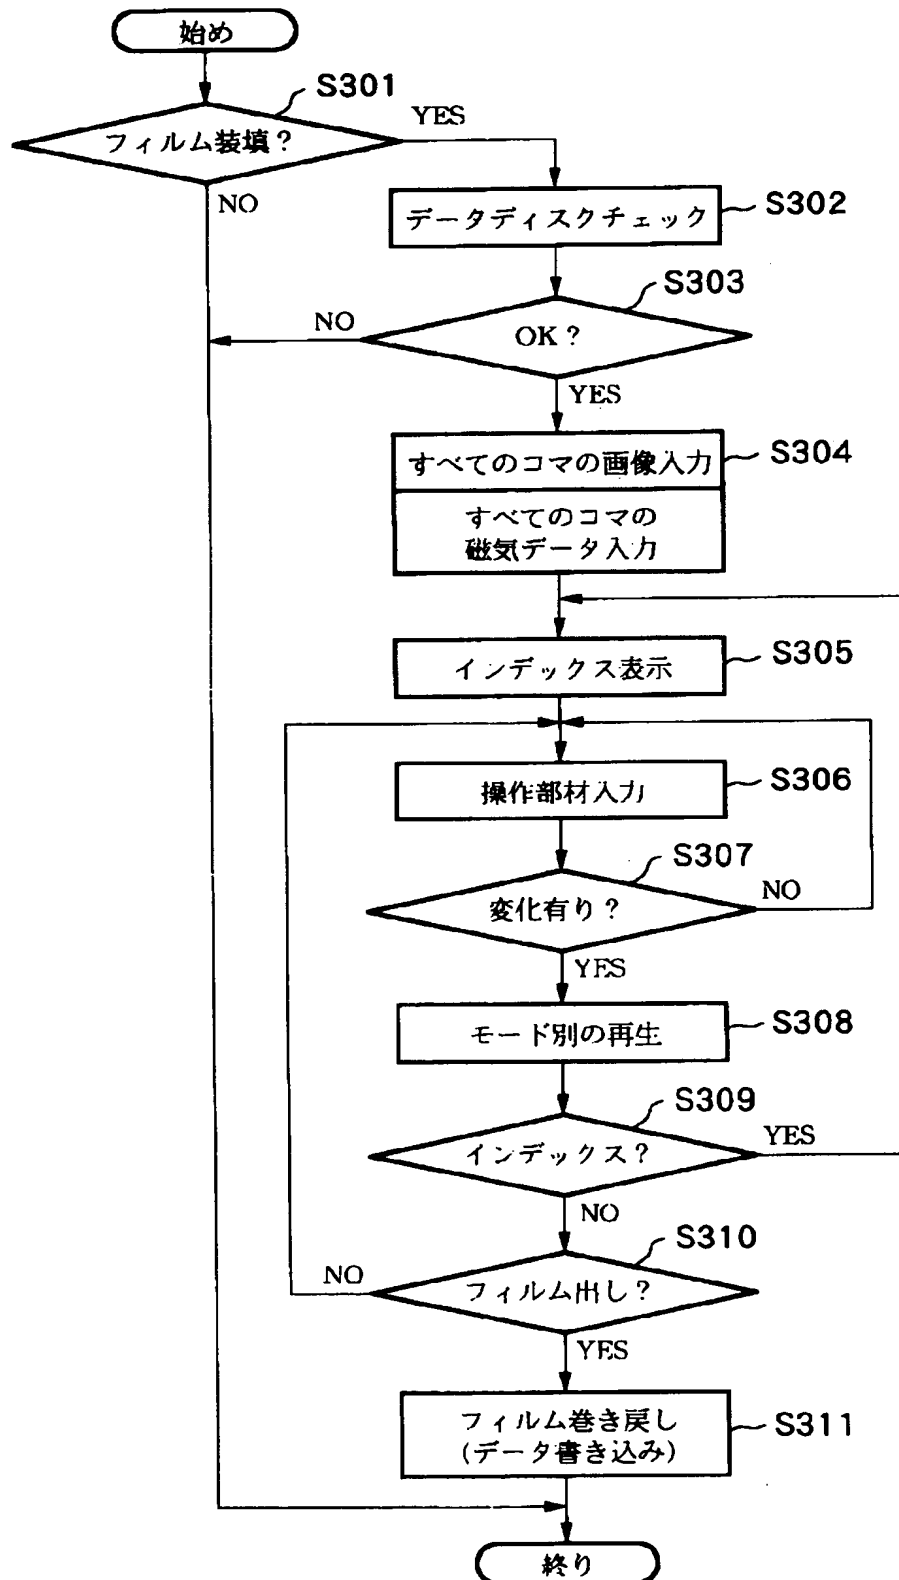 始め
S301
フィルム装填?
YES
NO
S302
データディスクチェック
S303
OK?
NO
YES
S304
すべてのコマの画像入力
すべてのコマの
磁気データ入力
S305
インデックス表示
S306
操作部材入力
S307
変化有り?
NO
YES
S308
モード別の再生
S309
インデックス?
YES
NO
S310
フィルム出し?
NO
YES
S311
フィルム巻き戻し
(データ書き込み)
終り